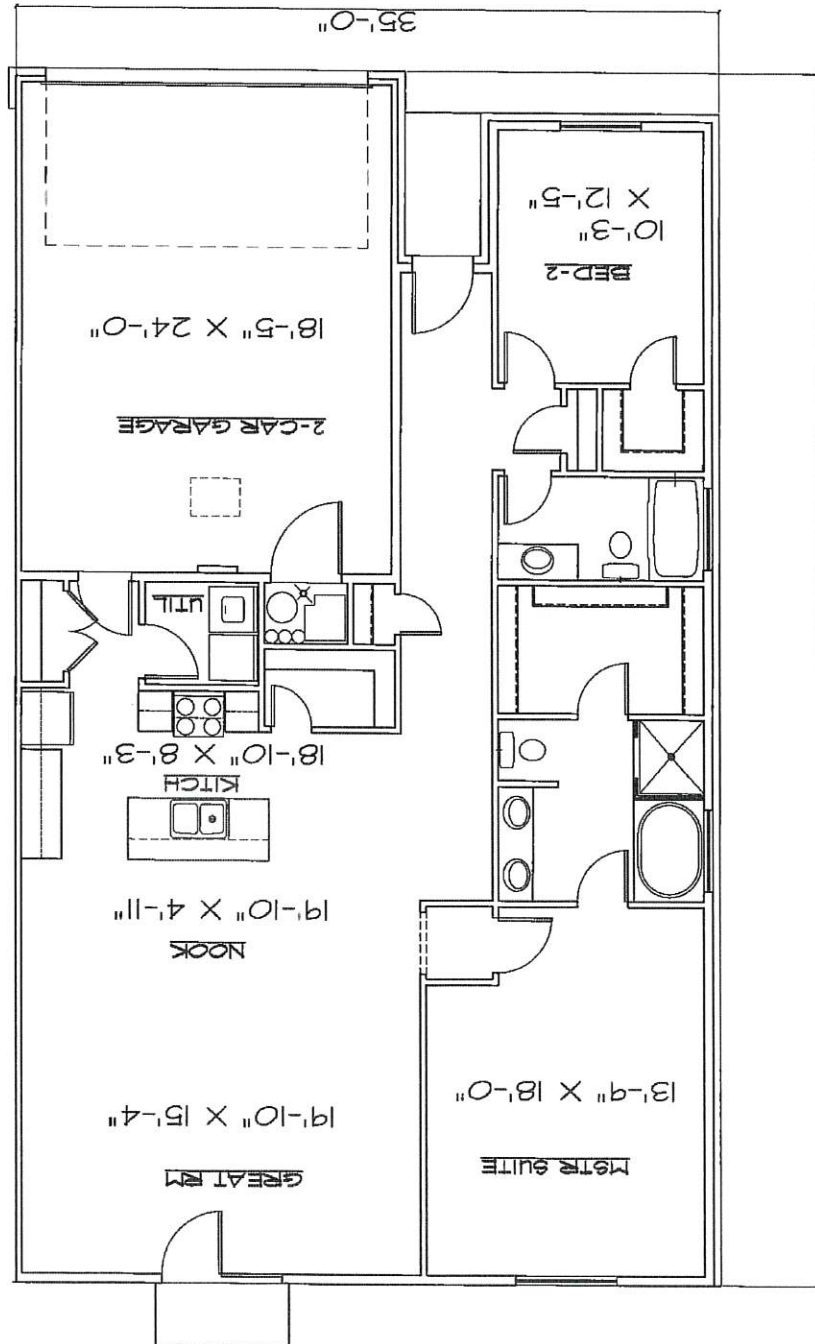 MSTR SUITE
13'-9" X 18'-0"
GREAT RM
19'-10" X 15'-4"
NOOK
19'-10" X 4'-11"
KITCH
18'-10" X 8'-3"
UTIL
2-CAR GARAGE
18'-5" X 24'-0"
BED-2
10'-3"
X 12'-5"
35'-0"